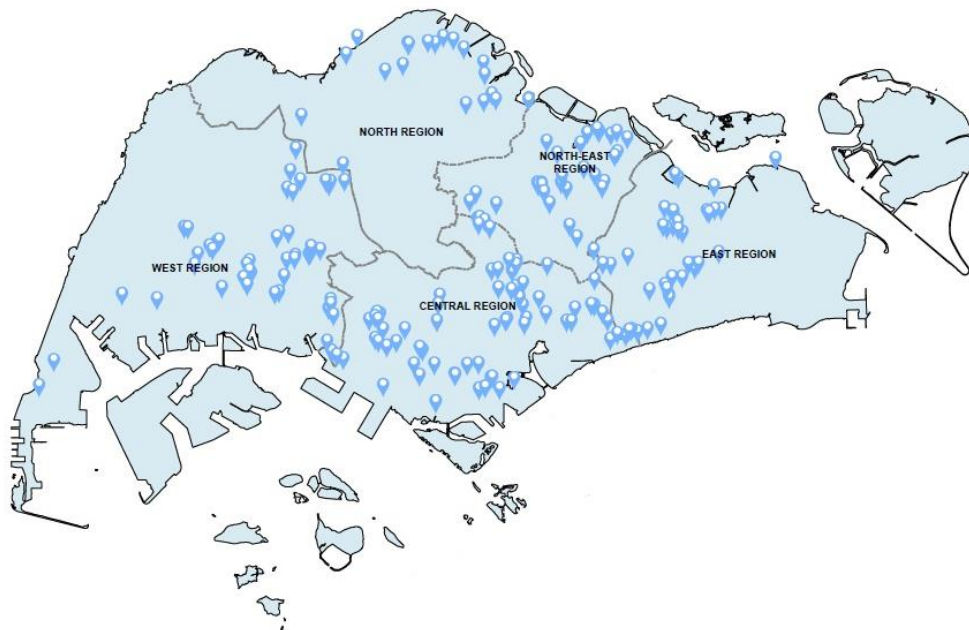 NORTH REGION
NORTH-EAST
REGION
WEST REGION
EAST REGION
CENTRAL REGION